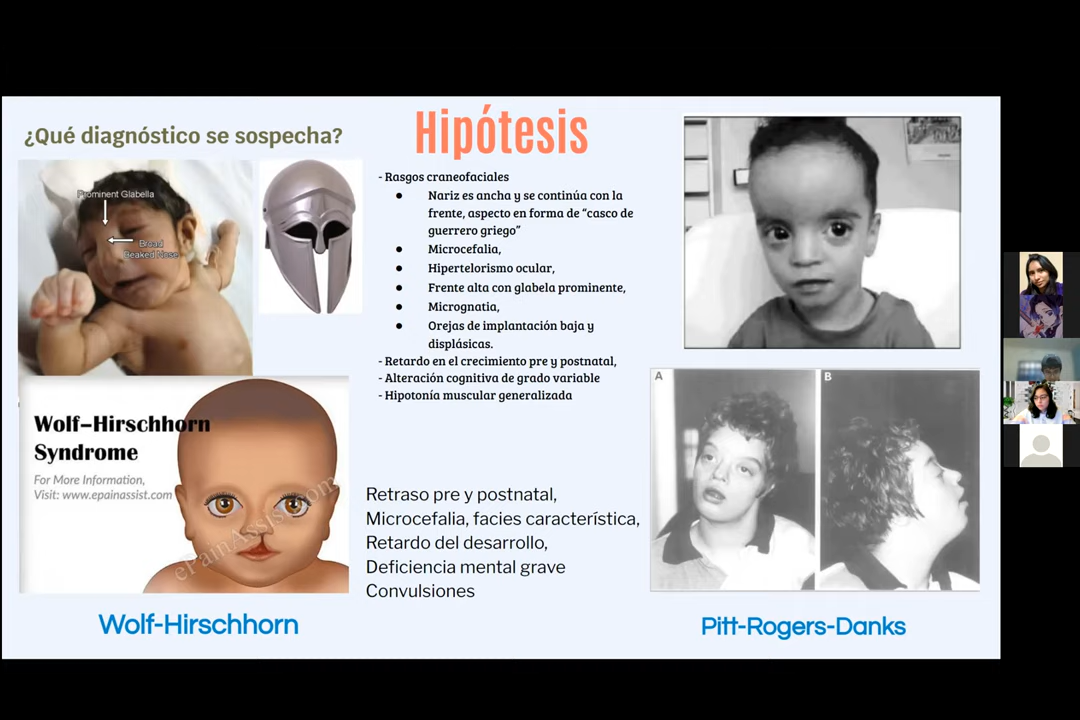 ¿Qué diagnóstico se sospecha?
Prominent Glabella
Broad
Beaked Nose
Wolf–Hirschhorn
Syndrome
For More Information,
Visit: www.epainassist.com
ePainAssist.com
Wolf-Hirschhorn
Hipótesis
- Rasgos craneofaciales
● Nariz es ancha y se continúa con la
frente, aspecto en forma de “casco de
guerrero griego”
● Microcefalia,
● Hipertelorismo ocular,
● Frente alta con glabela prominente,
● Micrognatia,
● Orejas de implantación baja y
displásicas.
- Retardo en el crecimiento pre y postnatal,
- Alteración cognitiva de grado variable
- Hipotonía muscular generalizada
Retraso pre y postnatal,
Microcefalia, facies característica,
Retardo del desarrollo,
Deficiencia mental grave
Convulsiones
A
B
Pitt-Rogers-Danks